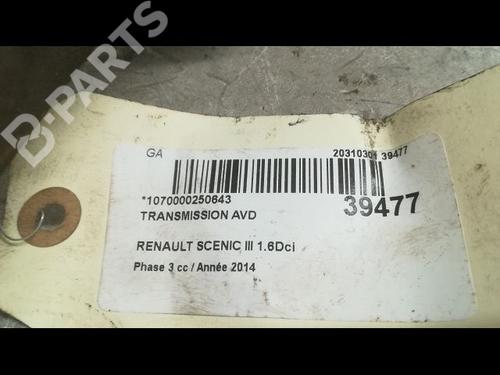 B-PARTS
GA
20310301 39477
*1070000250643
39477
TRANSMISSION AVD
RENAULT SCENIC III 1.6Dci
Phase 3 cc / Année 2014